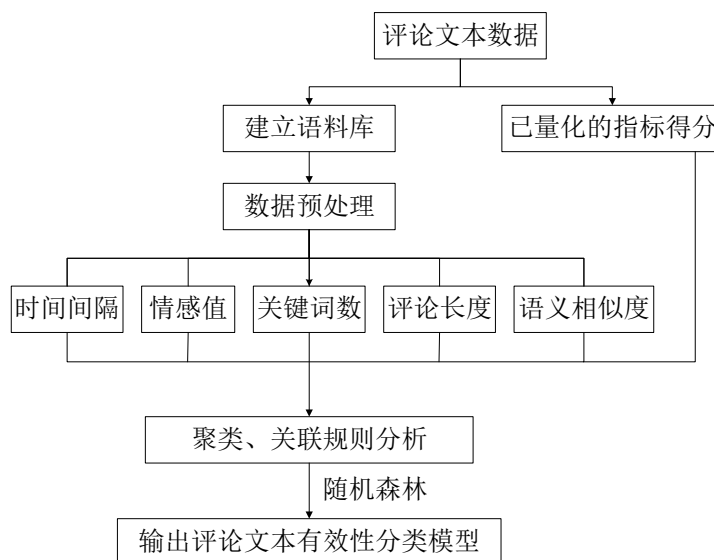 评论文本数据
建立语料库
已量化的指标得分
数据预处理
时间间隔
情感值
关键词数
评论长度
语义相似度
聚类、关联规则分析
随机森林
输出评论文本有效性分类模型